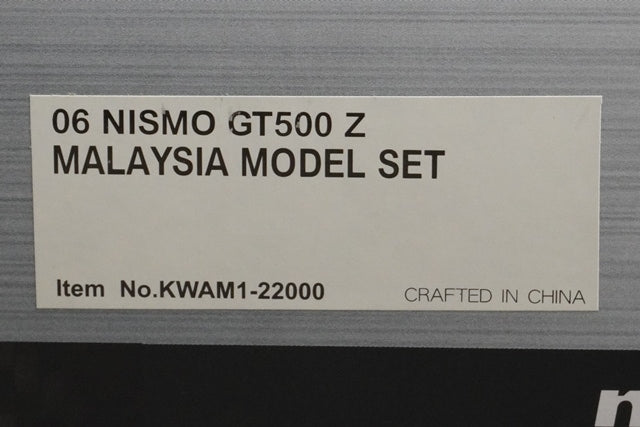 06 NISMO GT500 Z
MALAYSIA MODEL SET
Item No.KWAM1-22000
CRAFTED IN CHINA